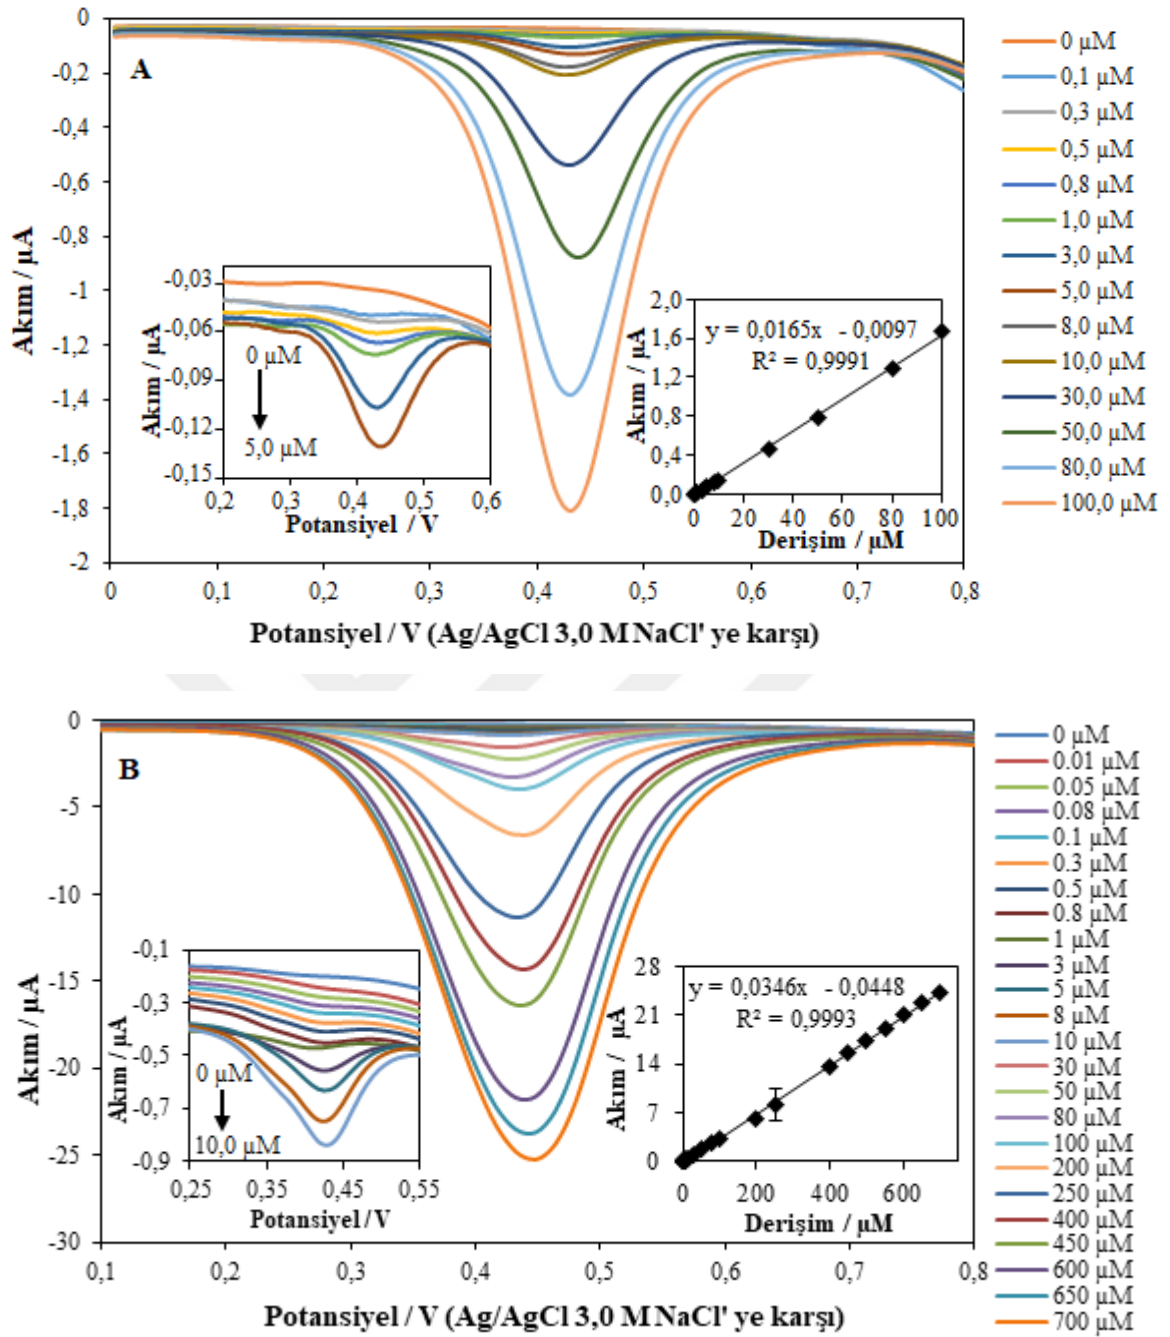 A
Akım / µA
0
-0,2
-0,4
-0,6
-0,8
-1
-1,2
-1,4
-1,6
-1,8
-2
0
0,1
0,2
0,3
0,4
0,5
0,6
0,7
0,8
Potansiyel / V (Ag/AgCl 3,0 M NaCl' ye karşı)
0 µM
0,1 µM
0,3 µM
0,5 µM
0,8 µM
1,0 µM
3,0 µM
5,0 µM
8,0 µM
10,0 µM
30,0 µM
50,0 µM
80,0 µM
100,0 µM
Akım / µA
-0,03
-0,06
-0,09
-0,12
-0,15
0 µM
5,0 µM
0,2
0,3
0,4
0,5
0,6
Potansiyel / V
Akım / µA
2,0
1,6
1,2
0,8
0,4
0,0
y = 0,0165x - 0,0097
R² = 0,9991
0
20
40
60
80
100
Derişim / µM
B
Akım / µA
0
-5
-10
-15
-20
-25
-30
0,1
0,2
0,3
0,4
0,5
0,6
0,7
0,8
Potansiyel / V (Ag/AgCl 3,0 M NaCl' ye karşı)
0 µM
0.01 µM
0.05 µM
0.08 µM
0.1 µM
0.3 µM
0.5 µM
0.8 µM
1 µM
3 µM
5 µM
8 µM
10 µM
30 µM
50 µM
80 µM
100 µM
200 µM
250 µM
400 µM
450 µM
600 µM
650 µM
700 µM
Akım / µA
-0,1
-0,3
-0,5
-0,7
-0,9
0 µM
10,0 µM
0,25
0,35
0,45
0,55
Potansiyel / V
Akım / µA
28
21
14
7
0
y = 0,0346x - 0,0448
R² = 0,9993
0
200
400
600
Derişim / µM